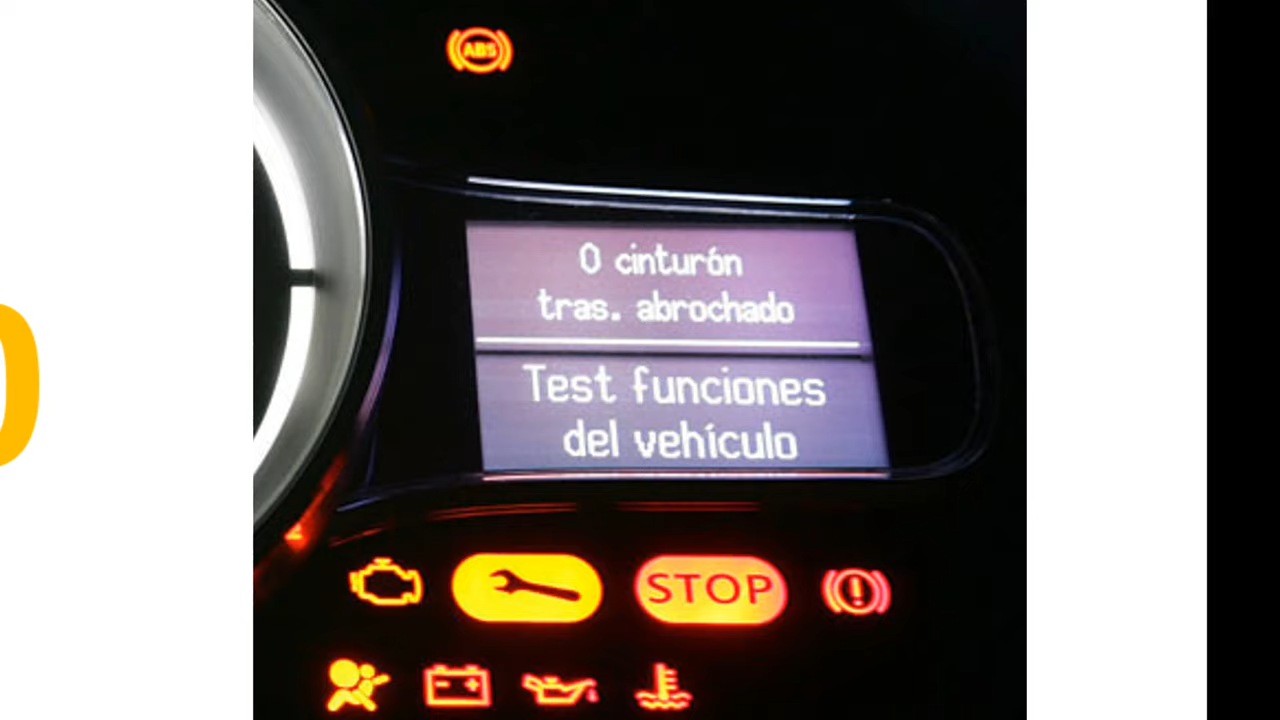 ABS
0 cinturón
tras. abrochado
Test funciones
del vehículo
STOP